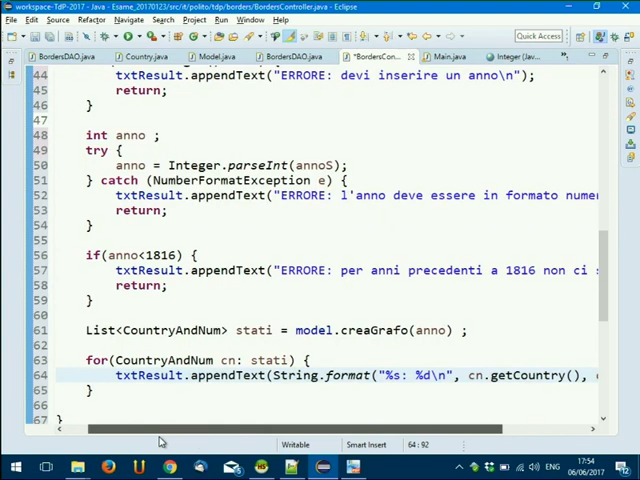 workspace-TdP-2017 - Java - Esame_20170123/src/it/polito/tdp/borders/BordersController.java - Eclipse
File Edit Source Refactor Navigate Search Project Run Window Help
Quick Access
BordersDAO.java Country.java Model.java BordersDAO.java *BordersCon... Main.java Integer (Java
44 txtResult.appendText("ERRORE: devi inserire un anno\n");
45 return;
46 }
47
48 int anno ;
49 try {
50 anno = Integer.parseInt(annoS);
51 } catch (NumberFormatException e) {
52 txtResult.appendText("ERRORE: l'anno deve essere in formato numer
53 return;
54 }
55
56 if(anno<1816) {
57 txtResult.appendText("ERRORE: per anni precedenti a 1816 non ci s
58 return;
59 }
60
61 List<CountryAndNum> stati = model.creaGrafo(anno) ;
62
63 for(CountryAndNum cn: stati) {
64 txtResult.appendText(String.format("%s: %d\n", cn.getCountry(), c
65 }
66
67 }
Writable Smart Insert 64 : 92
ENG 17:54
06/06/2017